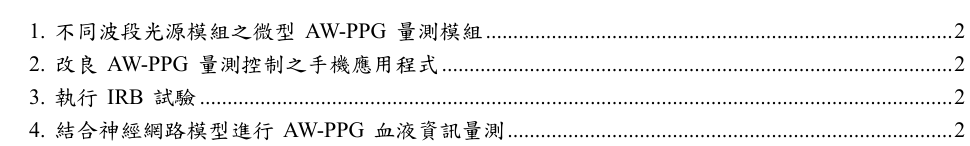 1. 不同波段光源模組之微型 AW-PPG 量測模組.....2
2. 改良 AW-PPG 量測控制之手機應用程式.....2
3. 執行 IRB 試驗.....2
4. 結合神經網路模型進行 AW-PPG 血液資訊量測.....2